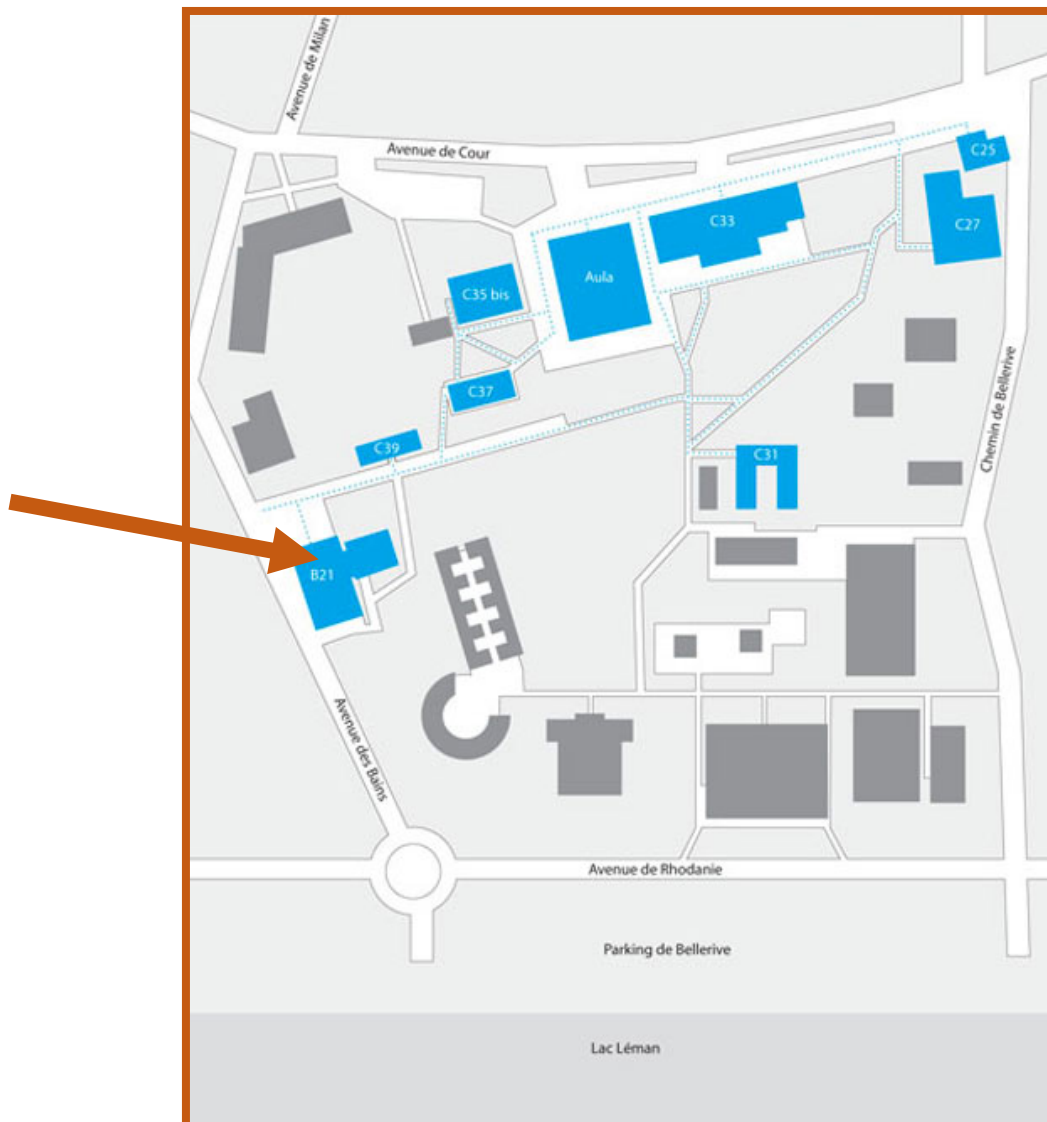 Avenue de Milan
Avenue de Cour
C25
C33
C27
Aula
C35 bis
C37
Chemin de Bellerive
C39
C31
B21
Avenue des Bains
Avenue de Rhodanie
Parking de Bellerive
Lac Léman